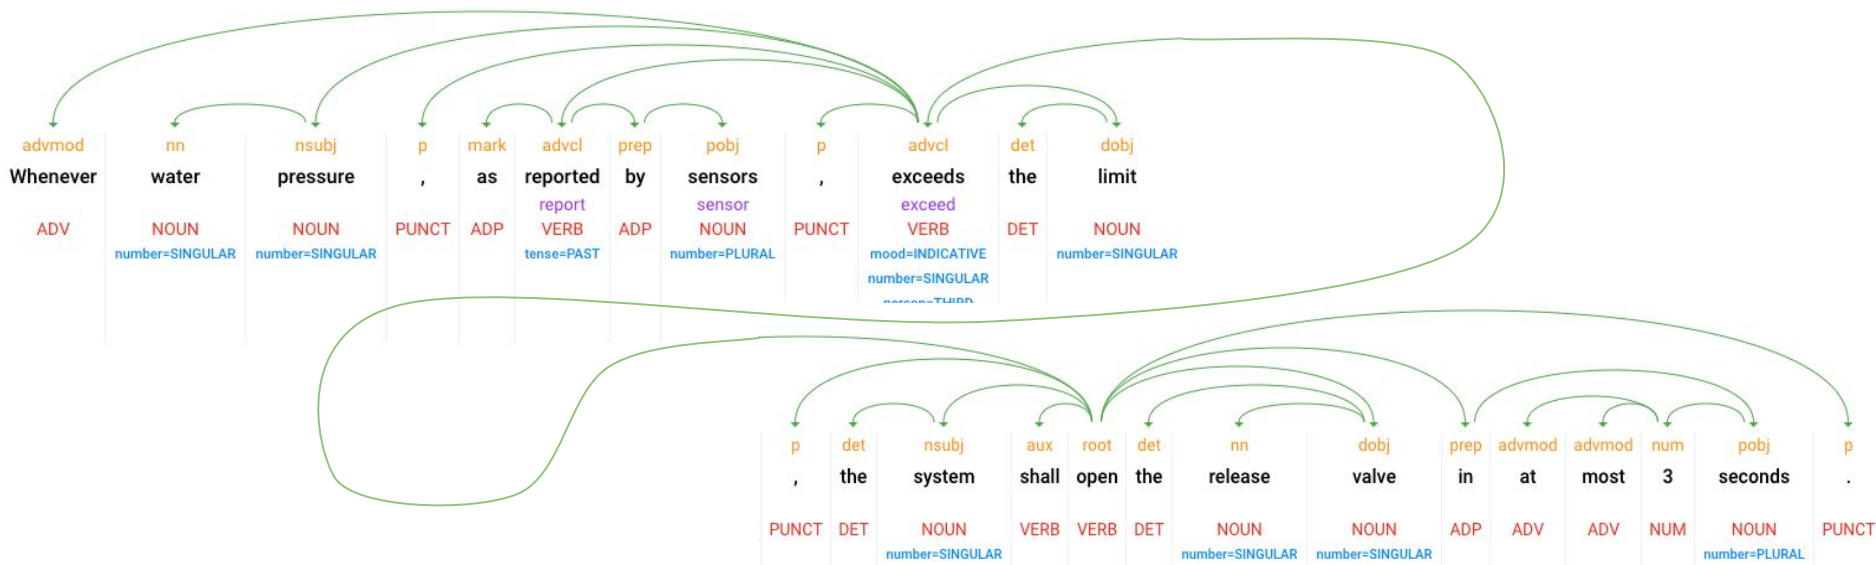 advmod nn nsubj p mark advcl prep pobj p advcl det dobj
Whenever water pressure , as reported by sensors , exceeds the limit
report sensor exceed
ADV NOUN NOUN PUNCT ADP VERB ADP NOUN PUNCT VERB DET NOUN
number=SINGULAR number=SINGULAR tense=PAST number=PLURAL mood=INDICATIVE number=SINGULAR
number=SINGULAR
person=THIRD
p det nsubj aux root det nn dobj prep advmod advmod num pobj p
, the system shall open the release valve in at most 3 seconds .
PUNCT DET NOUN VERB VERB DET NOUN NOUN ADP ADV ADV NUM NOUN PUNCT
number=SINGULAR number=SINGULAR number=SINGULAR number=PLURAL